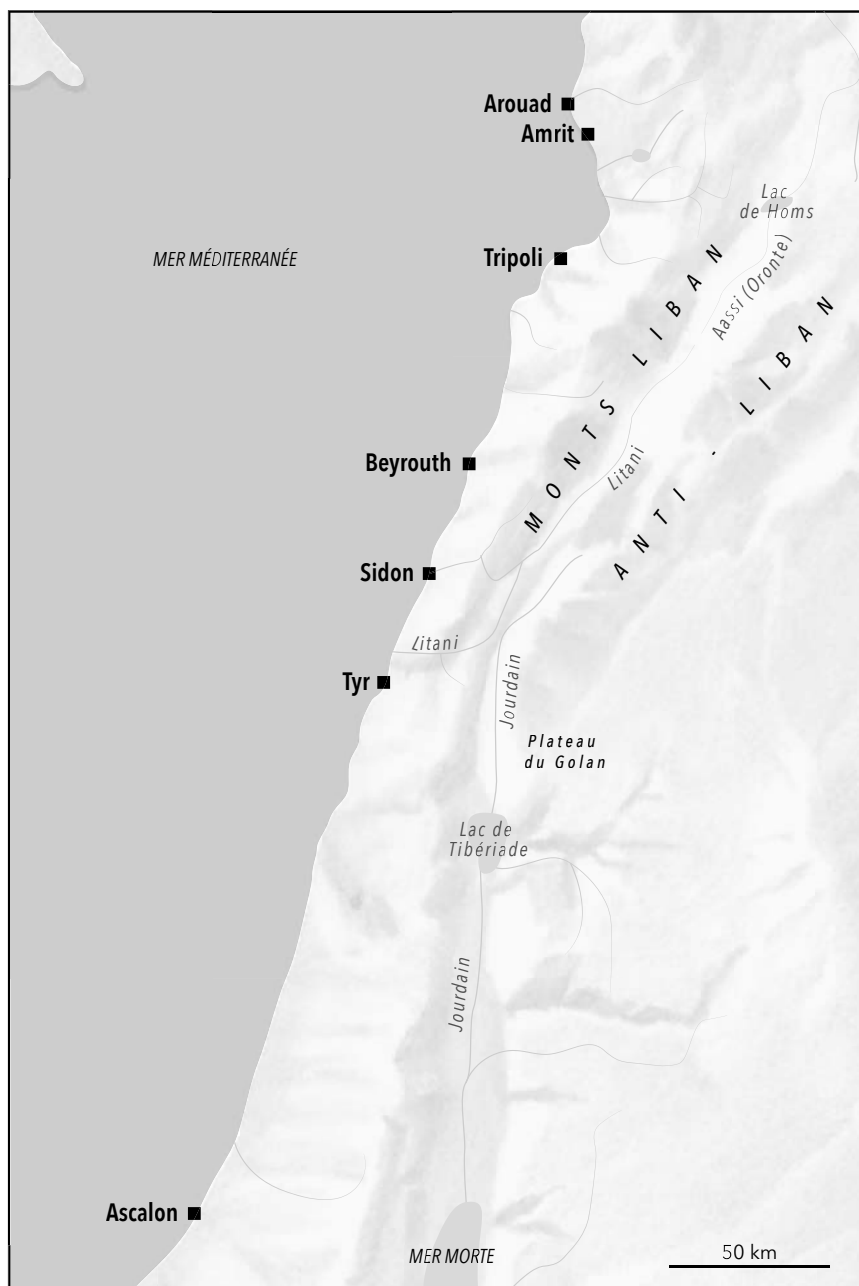 Arouad
Amrit
Lac
de Homs
MER MÉDITERRANÉE
Tripoli
Aassi (Oronte)
MONTS LIBAN
ANTI - LIBAN
Beyrouth
Litani
Sidon
Litani
Tyr
Jourdain
Plateau
du Golan
Lac de
Tibériade
Jourdain
Ascalon
MER MORTE
50 km